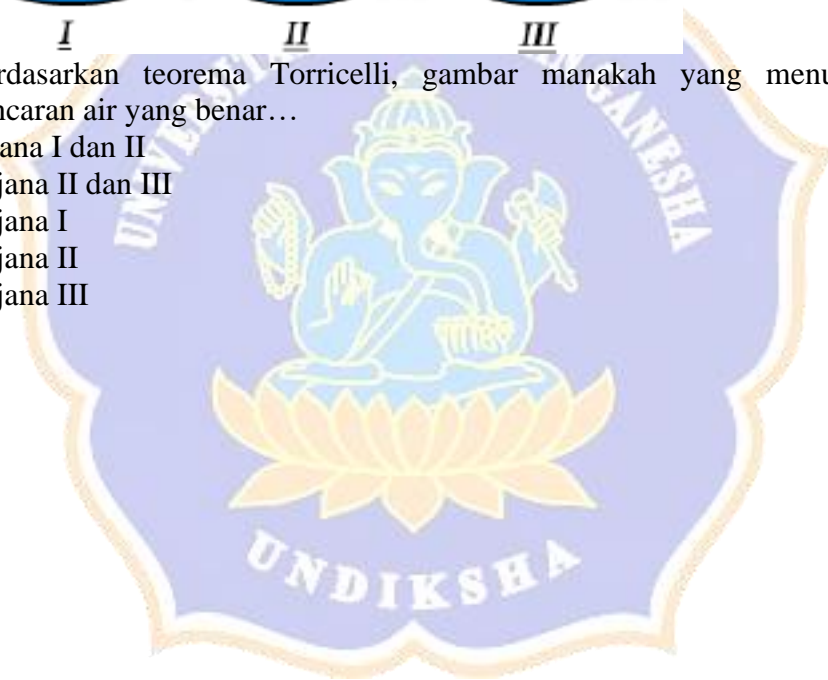 I II III
rdasarkan teorema Torricelli, gambar manakah yang menu
ncaran air yang benar…
ana I dan II
jana II dan III
jana I
jana II
jana III
UNDIKSHA